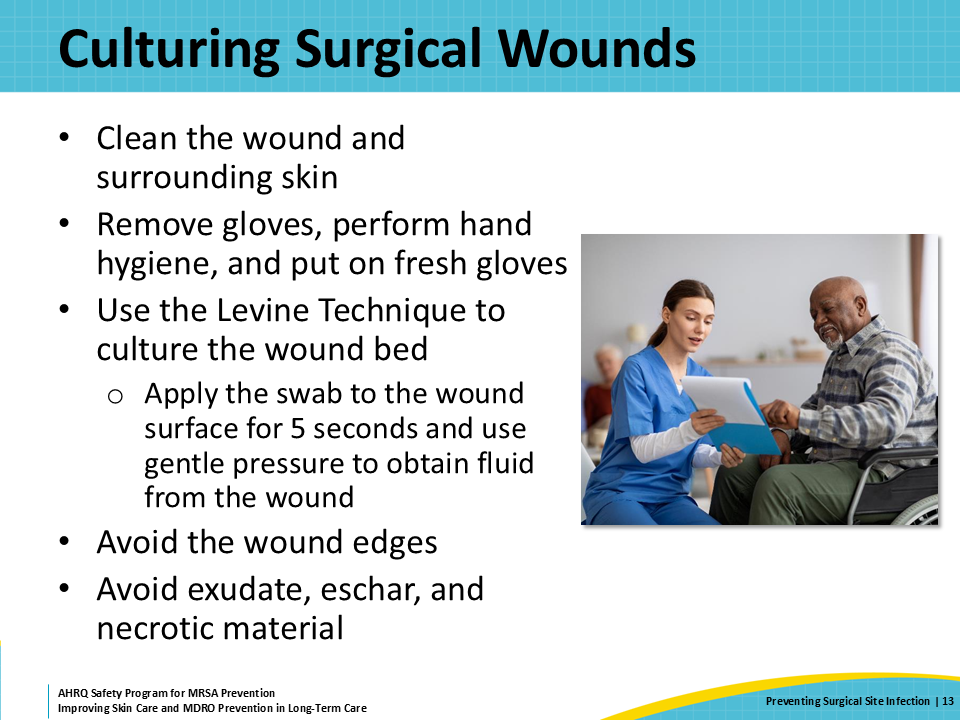 Culturing Surgical Wounds
• Clean the wound and
surrounding skin
• Remove gloves, perform hand
hygiene, and put on fresh gloves
• Use the Levine Technique to
culture the wound bed
o Apply the swab to the wound
surface for 5 seconds and use
gentle pressure to obtain fluid
from the wound
• Avoid the wound edges
• Avoid exudate, eschar, and
necrotic material
AHRQ Safety Program for MRSA Prevention
Improving Skin Care and MDRO Prevention in Long-Term Care
Preventing Surgical Site Infection | 13